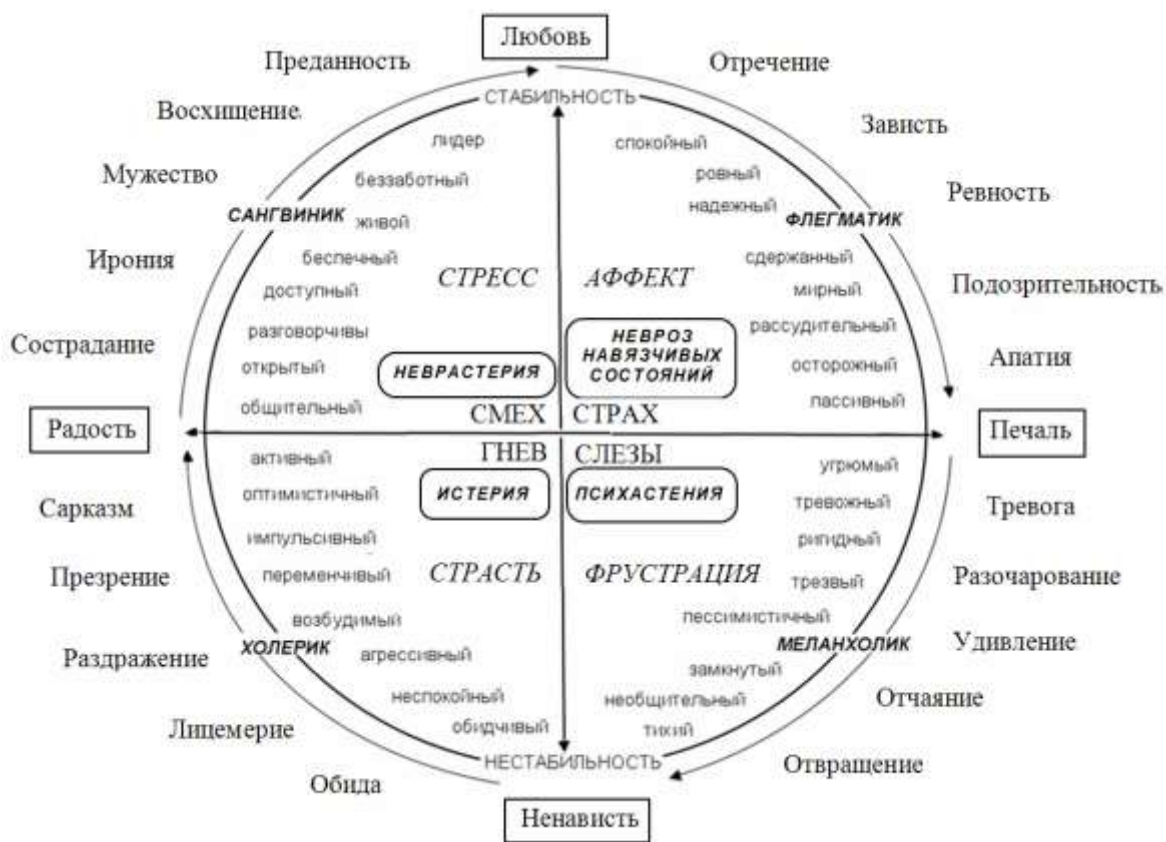 Любовь
Преданность
Отречение
СТАБИЛЬНОСТЬ
Восхищение
Зависть
лидер
спокойный
беззаботный
ровный
Мужество
Ревность
САНГВИНИК
живой
надежный
ФЛЕГМАТИК
Ирония
беспечный
СТРЕСС
АФФЕКТ
сдержанный
Подозрительность
доступный
мирный
Сострадание
разговорчивы
НЕВРОЗ
НАВЯЗЧИВЫХ
СОСТОЯНИЙ
рассудительный
Апатия
открытый
НЕВРАСТЕРИЯ
осторожный
общительный
СМЕХ
СТРАХ
пассивный
Радость
Печаль
активный
ГНЕВ
СЛЕЗЫ
угрюмый
оптимистичный
ИСТЕРИЯ
ПСИХАСТЕНИЯ
тревожный
Сарказм
Тревога
импульсивный
ригидный
Презрение
переменчивый
СТРАСТЬ
ФРУСТРАЦИЯ
трезвый
Разочарование
возбудимый
пессимистичный
Раздражение
ХОЛЕРИК
агрессивный
МЕЛАНХОЛИК
Удивление
замкнутый
неспокойный
необщительный
Отчаяние
Лицемерие
обидчивый
тихий
НЕСТАБИЛЬНОСТЬ
Отвращение
Обида
Ненависть